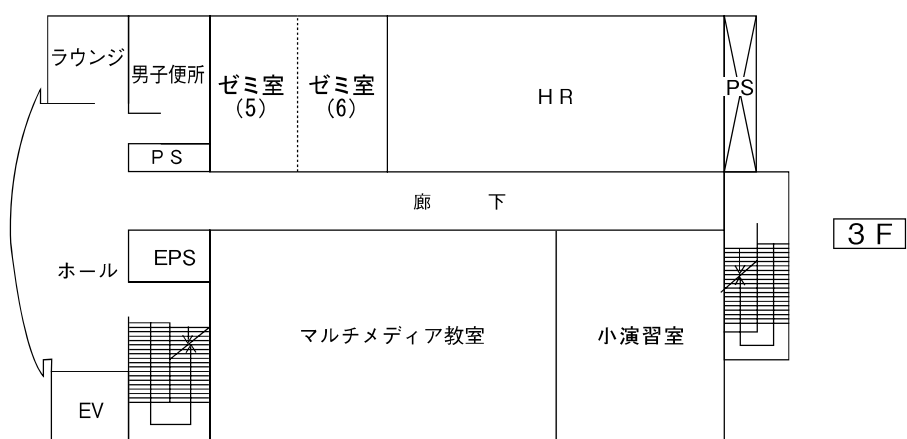 ラウンジ
男子便所
ゼミ室
(5)
ゼミ室
(6)
HR
PS
PS
廊 下
3F
ホール
EPS
マルチメディア教室
小演習室
EV